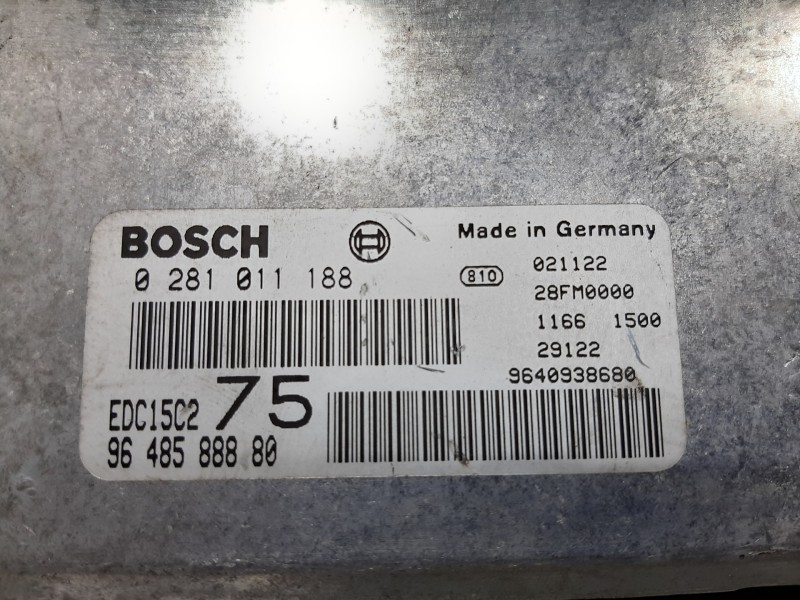 BOSCH
Made in Germany
0 281 011 188
810
021122
28FM0000
1166 1500
29122
9640938680
EDC15C2 75
96 485 888 80